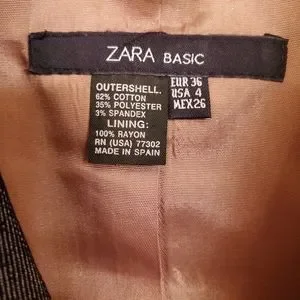 ZARA BASIC
OUTERSHELL.
62% COTTON
35% POLYESTER
3% SPANDEX
LINING:
100% RAYON
RN (USA) 77302
MADE IN SPAIN
EUR 36
USA 4
MEX 26